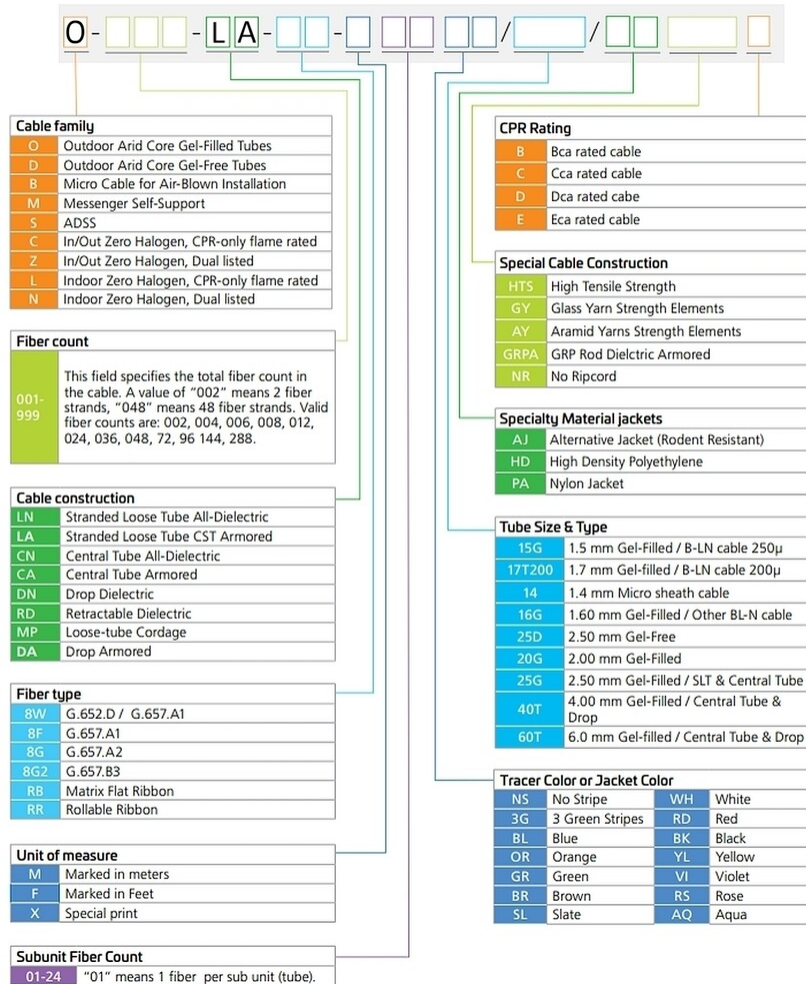 O - - L A - - - / /
Cable family
O Outdoor Arid Core Gel-Filled Tubes
D Outdoor Arid Core Gel-Free Tubes
B Micro Cable for Air-Blown Installation
M Messenger Self-Support
S ADSS
C In/Out Zero Halogen, CPR-only flame rated
Z In/Out Zero Halogen, Dual listed
L Indoor Zero Halogen, CPR-only flame rated
N Indoor Zero Halogen, Dual listed
Fiber count
001-
999
This field specifies the total fiber count in
the cable. A value of “002” means 2 fiber
strands, “048” means 48 fiber strands. Valid
fiber counts are: 002, 004, 006, 008, 012,
024, 036, 048, 72, 96 144, 288.
Cable construction
LN Stranded Loose Tube All-Dielectric
LA Stranded Loose Tube CST Armored
CN Central Tube All-Dielectric
CA Central Tube Armored
DN Drop Dielectric
RD Retractable Dielectric
MP Loose-tube Cordage
DA Drop Armored
Fiber type
8W G.652.D / G.657.A1
8F G.657.A1
8G G.657.A2
8G2 G.657.B3
RB Matrix Flat Ribbon
RR Rollable Ribbon
Unit of measure
M Marked in meters
F Marked in Feet
X Special print
Subunit Fiber Count
01-24 “01” means 1 fiber per sub unit (tube).
CPR Rating
B Bca rated cable
C Cca rated cable
D Dca rated cabe
E Eca rated cable
Special Cable Construction
HTS High Tensile Strength
GY Glass Yarn Strength Elements
AY Aramid Yarns Strength Elements
GRPA GRP Rod Dielctric Armored
NR No Ripcord
Specialty Material jackets
AJ Alternative Jacket (Rodent Resistant)
HD High Density Polyethylene
PA Nylon Jacket
Tube Size & Type
15G 1.5 mm Gel-Filled / B-LN cable 250µ
17T200 1.7 mm Gel-filled / B-LN cable 200µ
14 1.4 mm Micro sheath cable
16G 1.60 mm Gel-Filled / Other BL-N cable
25D 2.50 mm Gel-Free
20G 2.00 mm Gel-Filled
25G 2.50 mm Gel-Filled / SLT & Central Tube
40T 4.00 mm Gel-Filled / Central Tube &
Drop
60T 6.0 mm Gel-filled / Central Tube & Drop
Tracer Color or Jacket Color
NS No Stripe WH White
3G 3 Green Stripes RD Red
BL Blue BK Black
OR Orange YL Yellow
GR Green VI Violet
BR Brown RS Rose
SL Slate AQ Aqua